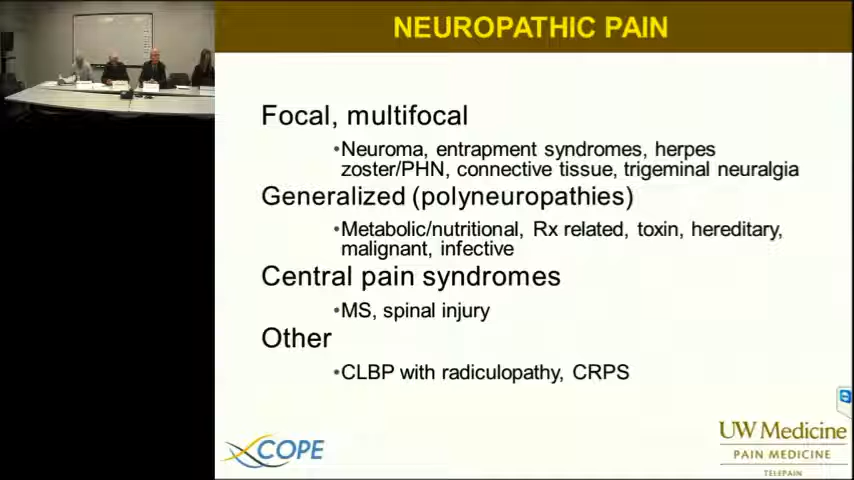 NEUROPATHIC PAIN
Focal, multifocal
•Neuroma, entrapment syndromes, herpes
zoster/PHN, connective tissue, trigeminal neuralgia
Generalized (polyneuropathies)
•Metabolic/nutritional, Rx related, toxin, hereditary,
malignant, infective
Central pain syndromes
•MS, spinal injury
Other
•CLBP with radiculopathy, CRPS
COPE
UW Medicine
PAIN MEDICINE
TELEPAIN